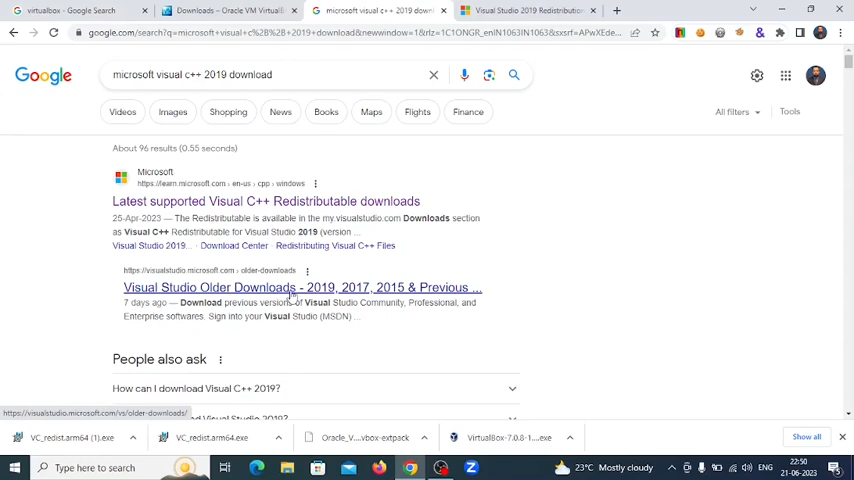 virtualbox - Google Search
Downloads – Oracle VM VirtualB
microsoft visual c++ 2019 down
Visual Studio 2019 Redistribution
google.com/search?q=microsoft+visual+c%2B%2B+2019+download&newwindow=1&rlz=1C1ONGR_enIN1063IN1063&sxsrf=APwXEde...
Google
microsoft visual c++ 2019 download
Videos
Images
Shopping
News
Books
Maps
Flights
Finance
All filters
Tools
About 96 results (0.55 seconds)
Microsoft
https://learn.microsoft.com › en-us › cpp › windows
Latest supported Visual C++ Redistributable downloads
25-Apr-2023 — The Redistributable is available in the my.visualstudio.com Downloads section
as Visual C++ Redistributable for Visual Studio 2019 (version ...
Visual Studio 2019... · Download Center · Redistributing Visual C++ Files
https://visualstudio.microsoft.com › older-downloads
Visual Studio Older Downloads - 2019, 2017, 2015 & Previous ...
7 days ago — Download previous versions of Visual Studio Community, Professional, and
Enterprise softwares. Sign into your Visual Studio (MSDN) ...
People also ask
How can I download Visual C++ 2019?
Visual Studio 2019?
https://visualstudio.microsoft.com/vs/older-downloads/
VC_redist.arm64 (1).exe
VC_redist.arm64.exe
Oracle_V....vbox-extpack
VirtualBox-7.0.8-1....exe
Show all
Type here to search
23°C Mostly cloudy
ENG
22:50
21-06-2023
5